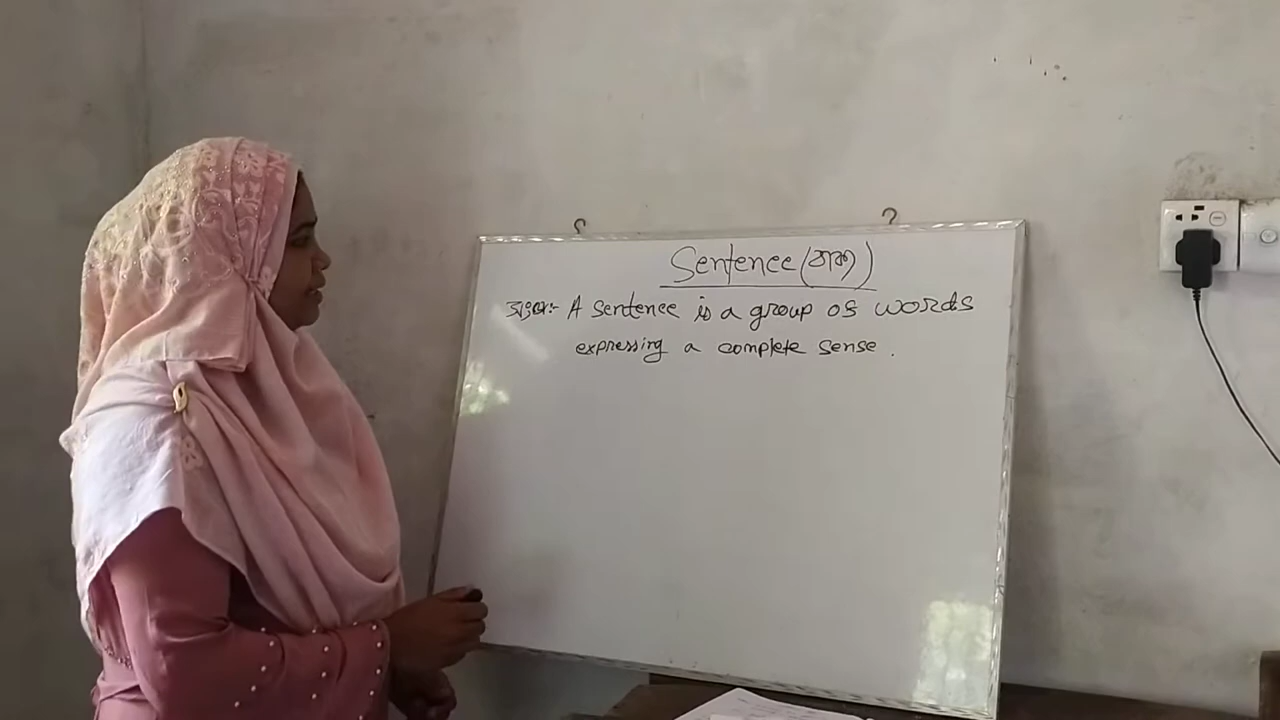 Sentence (বাক্য)
সংজ্ঞা:- A sentence is a group of words
expressing a complete sense.